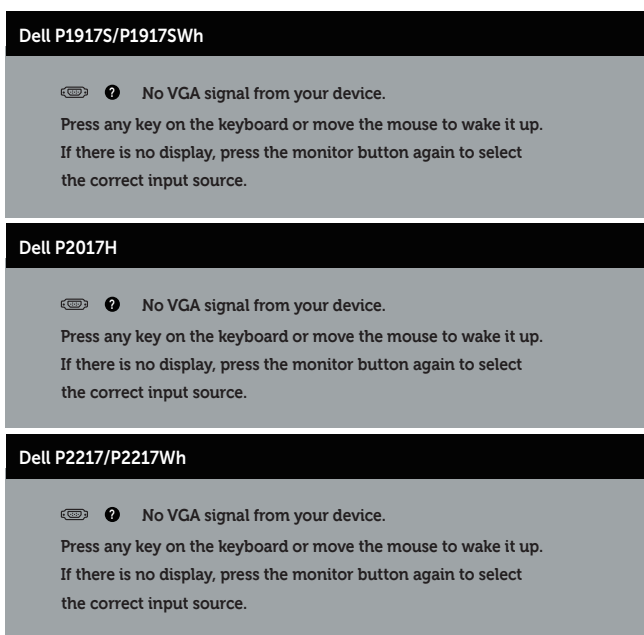 Dell P1917S/P1917SWh
No VGA signal from your device.
Press any key on the keyboard or move the mouse to wake it up.
If there is no display, press the monitor button again to select
the correct input source.
Dell P2017H
No VGA signal from your device.
Press any key on the keyboard or move the mouse to wake it up.
If there is no display, press the monitor button again to select
the correct input source.
Dell P2217/P2217Wh
No VGA signal from your device.
Press any key on the keyboard or move the mouse to wake it up.
If there is no display, press the monitor button again to select
the correct input source.